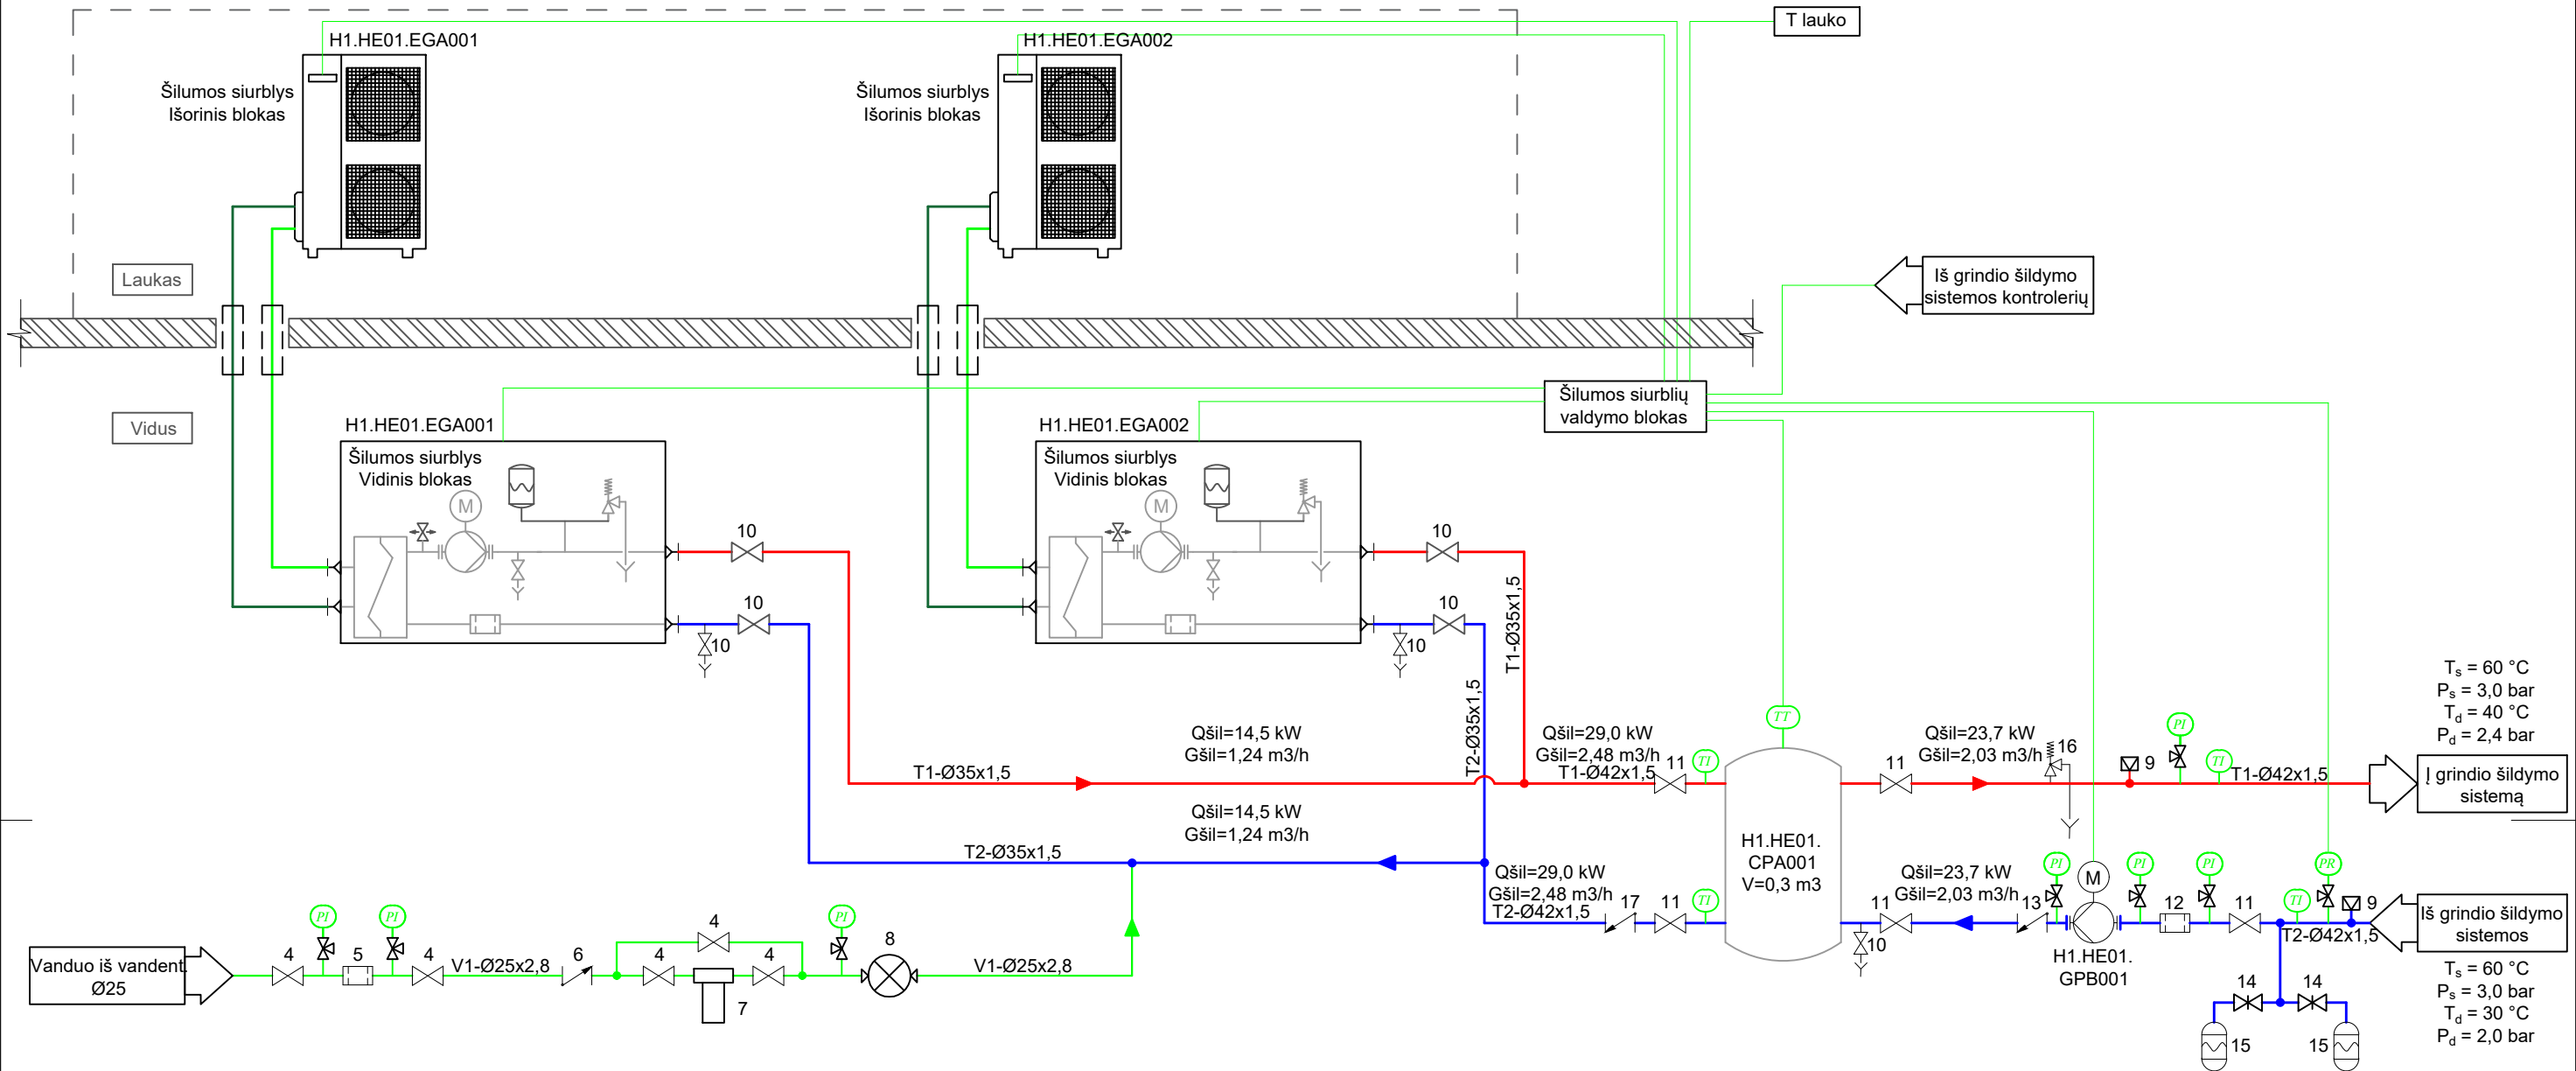 T lauko
H1.HE01.EGA001
H1.HE01.EGA002
Šilumos siurblys
Išorinis blokas
Šilumos siurblys
Išorinis blokas
Laukas
Iš grindio šildymo
sistemos kontrolerių
Šilumos siurblių
valdymo blokas
Vidus
H1.HE01.EGA001
H1.HE01.EGA002
Šilumos siurblys
Vidinis blokas
M
Šilumos siurblys
Vidinis blokas
M
10
10
10
10
10
10
T1-Ø35x1,5
T2-Ø35x1,5
Ts = 60 °C
Ps = 3,0 bar
Td = 40 °C
Pd = 2,4 bar
Qšil=14,5 kW
Gšil=1,24 m3/h
T1-Ø35x1,5
Qšil=29,0 kW
Gšil=2,48 m3/h
T1-Ø42x1,5
11
TI
TT
Qšil=23,7 kW
Gšil=2,03 m3/h
11
16
9
PI
TI
T1-Ø42x1,5
Į grindio šildymo
sistemą
Qšil=14,5 kW
Gšil=1,24 m3/h
T2-Ø35x1,5
H1.HE01.
CPA001
V=0,3 m3
Qšil=29,0 kW
Gšil=2,48 m3/h
T2-Ø42x1,5
17
11
TI
Qšil=23,7 kW
Gšil=2,03 m3/h
11
10
13
PI
M
PI
PI
12
11
TI
PR
9
T2-Ø42x1,5
H1.HE01.
GPB001
Iš grindio šildymo
sistemos
Ts = 60 °C
Ps = 3,0 bar
Td = 30 °C
Pd = 2,0 bar
14
14
15
15
Vanduo iš vandent.
Ø25
4
PI
5
PI
4
V1-Ø25x2,8
6
4
4
4
7
PI
8
V1-Ø25x2,8